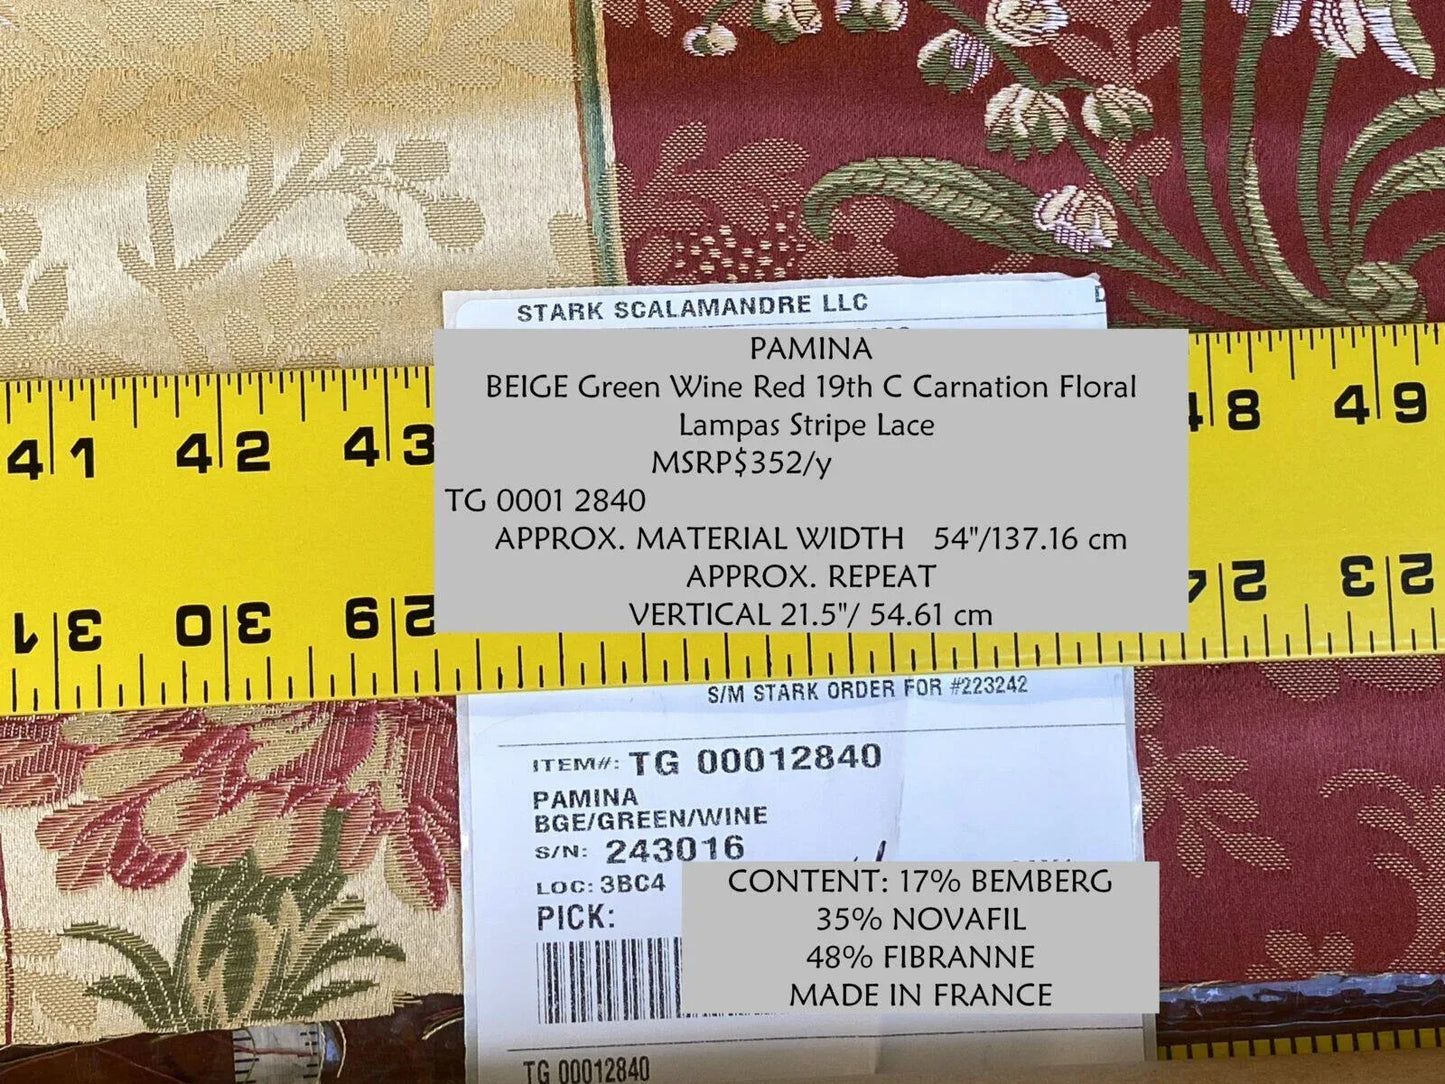 STARK SCALAMANDRE LLC
PAMINA
BEIGE Green Wine Red 19th C Carnation Floral
Lampas Stripe Lace
MSRP$352/y
TG 0001 2840
APPROX. MATERIAL WIDTH 54"/137.16 cm
APPROX. REPEAT
VERTICAL 21.5"/ 54.61 cm
41 42 43 48 49
31 30 29 24 23
S/M STARK ORDER FOR #223242
ITEM#: TG 00012840
PAMINA
BGE/GREEN/WINE
S/N: 243016
LOC: 3BC4
PICK:
CONTENT: 17% BEMBERG
35% NOVAFIL
48% FIBRANNE
MADE IN FRANCE
TG 00012840